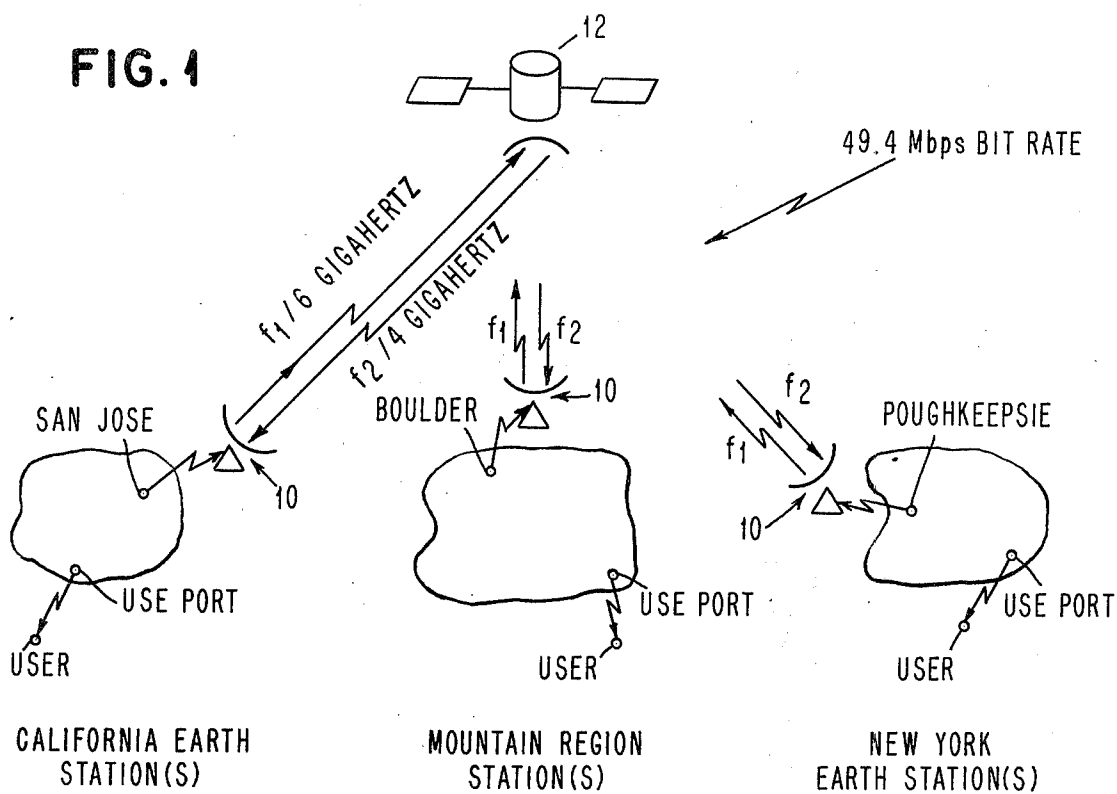 FIG. 1
12
49.4 Mbps BIT RATE
f1/6 GIGAHERTZ
f2/4 GIGAHERTZ
f1
f2
SAN JOSE
10
BOULDER
10
f2
f1
POUGHKEEPSIE
10
USE PORT
USER
USE PORT
USER
USE PORT
USER
CALIFORNIA EARTH
STATION(S)
MOUNTAIN REGION
STATION(S)
NEW YORK
EARTH STATION(S)